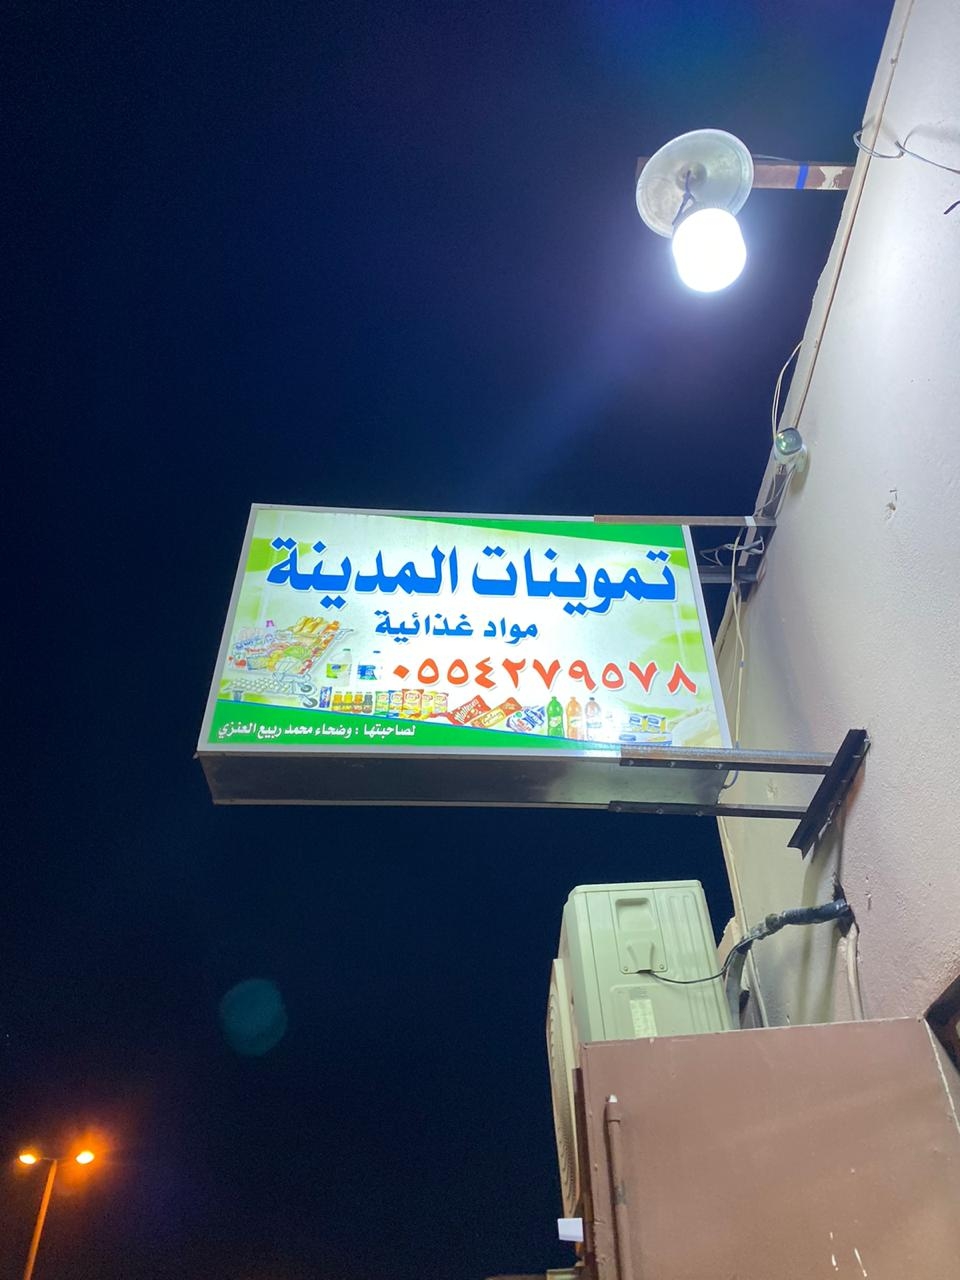 تموينات المدينة
مواد غذائية
٠٥٥٤٢٧٩٥٧٨
لصاحبتها : وضحاء محمد ربيع العنزي